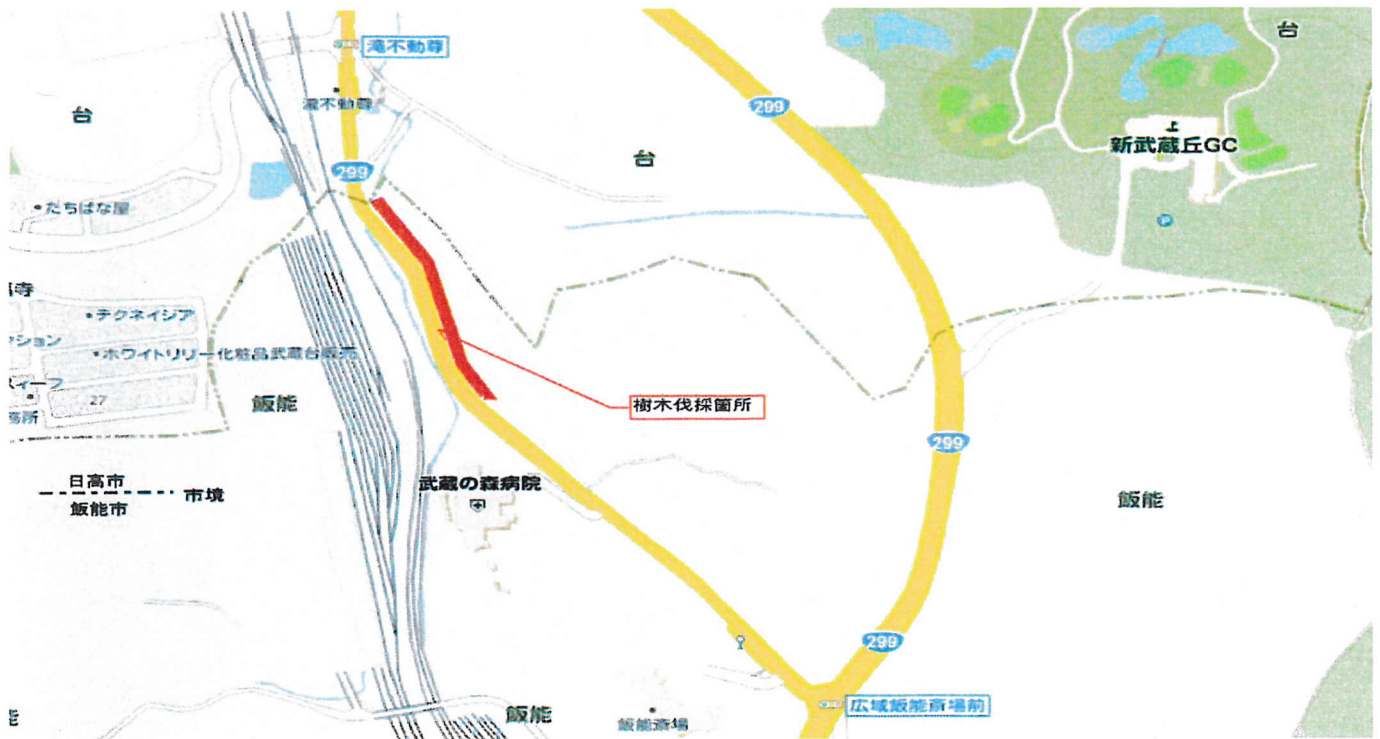 台
滝不動尊
滝不動尊
299
台
299
台
新武蔵丘GC
P
だちばな屋
寺
テクネイジア
ション
ホワイトリリー化粧品武蔵台販売
ィーフ
務所
27
飯能
樹木伐採箇所
299
日高市
飯能市
市境
武蔵の森病院
飯能
299
広域飯能斎場前
飯能
飯能斎場
能